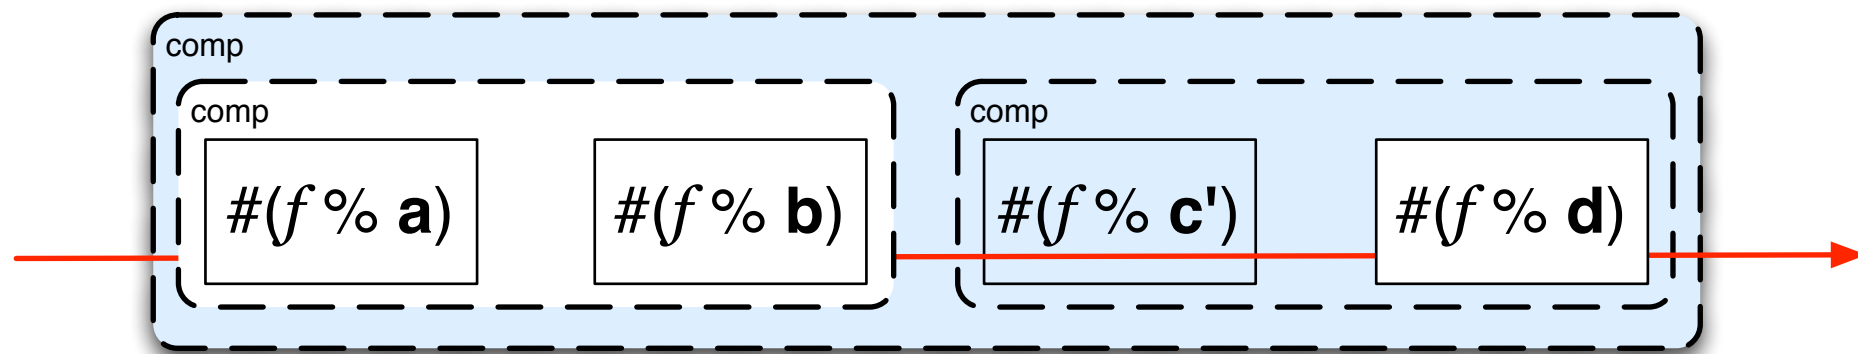 comp
comp
comp
#(f % a)
#(f % b)
#(f % c')
#(f % d)